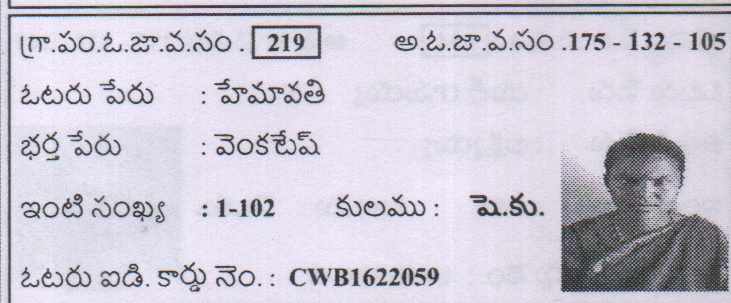 గ్రా.పం.ఓ.జా.వ.సం : 219 అ.ఓ.జా.వ.సం .175 - 132 - 105
ఓటరు పేరు : హేమావతి
భర్త పేరు : వెంకటేష్
ఇంటి సంఖ్య : 1-102 కులము : షె.కు.
ఓటరు ఐడి. కార్డు నెం. : CWB1622059